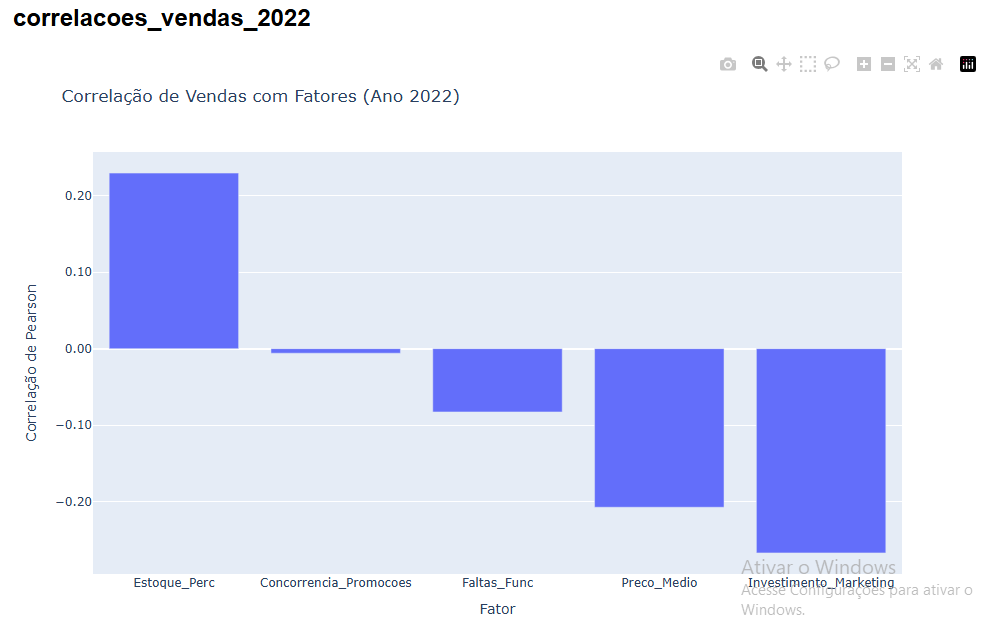 correlacoes_vendas_2022
Correlação de Vendas com Fatores (Ano 2022)
0.20
0.10
0.00
−0.10
−0.20
Correlação de Pearson
Estoque_Perc
Concorrencia_Promocoes
Faltas_Func
Preco_Medio
Investimento_Marketing
Fator
Ativar o Windows
Acesse Configurações para ativar o
Windows.